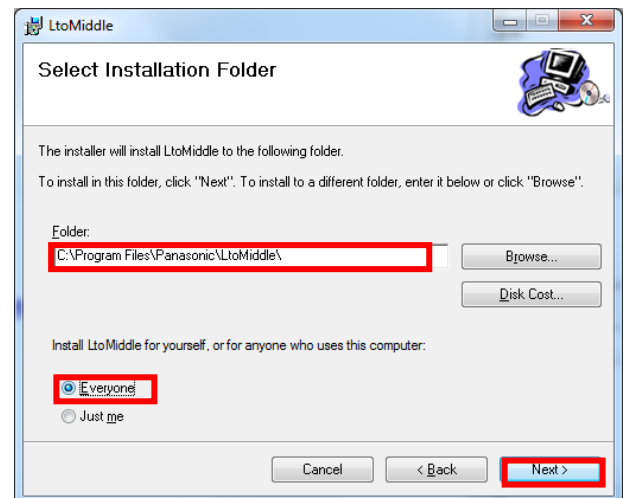 LtoMiddle
Select Installation Folder
The installer will install LtoMiddle to the following folder.
To install in this folder, click "Next". To install to a different folder, enter it below or click "Browse".
Folder:
C:\Program Files\Panasonic\LtoMiddle\
Browse...
Disk Cost...
Install LtoMiddle for yourself, or for anyone who uses this computer:
Everyone
Just me
Cancel
< Back
Next >